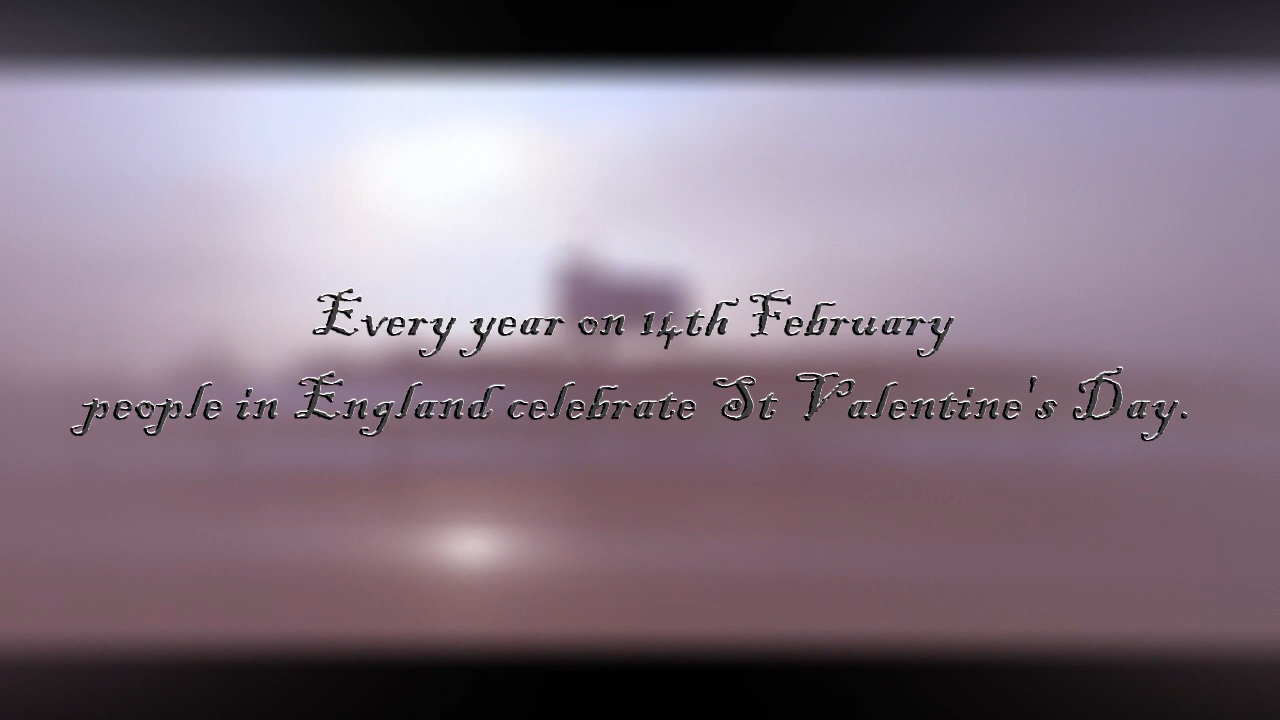 Every year on 14th February
people in England celebrate St Valentine's Day.